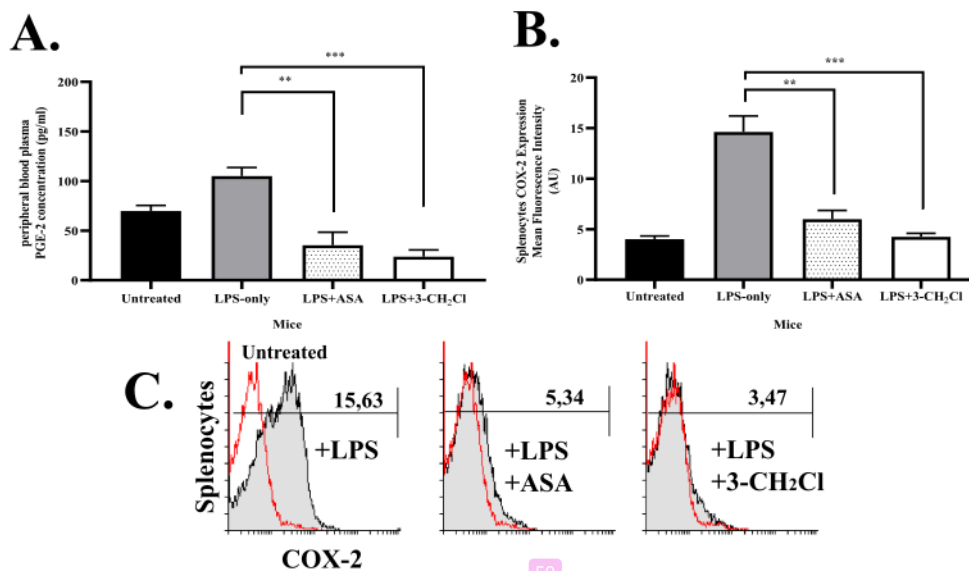 A.
peripheral blood plasma
PGE-2 concentration (pg/ml)
200
150
100
50
0
**
***
Untreated
LPS-only
LPS+ASA
LPS+3-CH₂Cl
Mice
B.
Splenocytes COX-2 Expression
Mean Fluorescence Intensity
(AU)
20
15
10
5
0
**
***
Untreated
LPS-only
LPS+ASA
LPS+3-CH₂Cl
Mice
C.
Splenocytes
COX-2
Untreated
15,63
+LPS
5,34
+LPS
+ASA
3,47
+LPS
+3-CH₂Cl